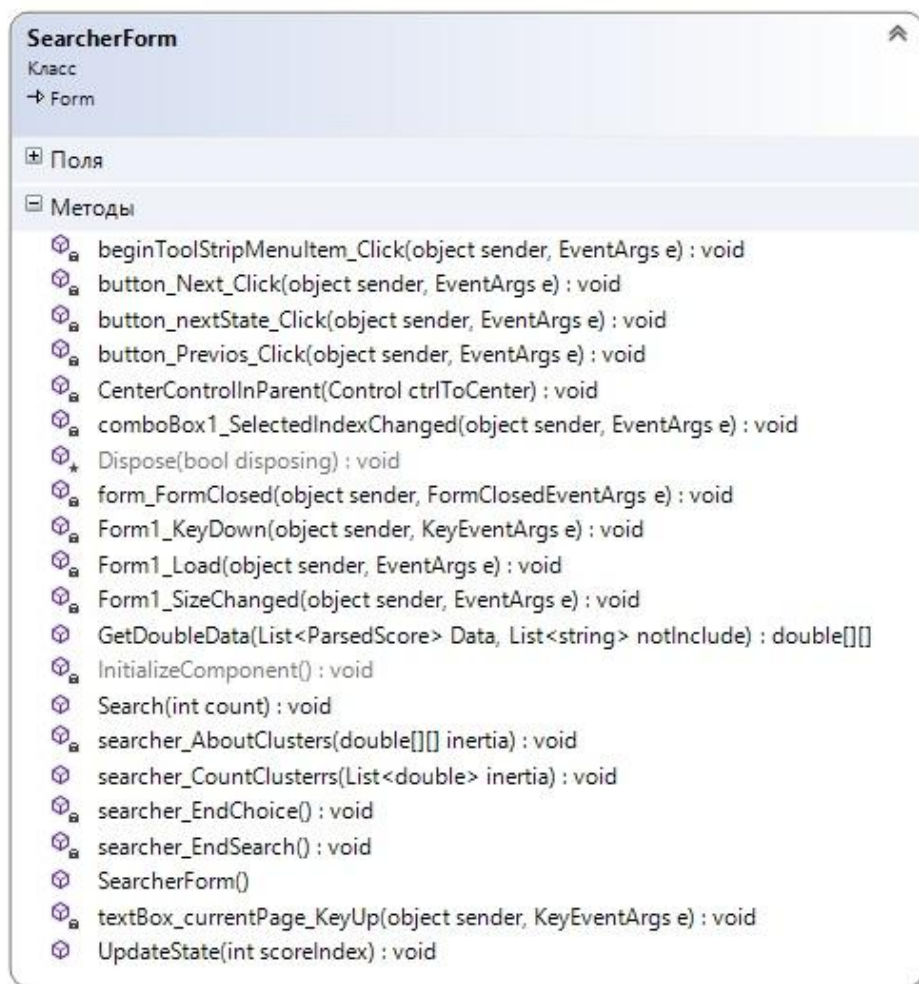 SearcherForm
Класс
Form
Поля
Методы
beginToolStripMenuItem_Click(object sender, EventArgs e) : void
button_Next_Click(object sender, EventArgs e) : void
button_nextState_Click(object sender, EventArgs e) : void
button_Previos_Click(object sender, EventArgs e) : void
CenterControlInParent(Control ctrlToCenter) : void
comboBox1_SelectedIndexChanged(object sender, EventArgs e) : void
Dispose(bool disposing) : void
form_FormClosed(object sender, FormClosedEventArgs e) : void
Form1_KeyDown(object sender, KeyEventArgs e) : void
Form1_Load(object sender, EventArgs e) : void
Form1_SizeChanged(object sender, EventArgs e) : void
GetDoubleData(List<ParsedScore> Data, List<string> notInclude) : double[][]
InitializeComponent() : void
Search(int count) : void
searcher_AboutClusters(double[][] inertia) : void
searcher_CountClusterrs(List<double> inertia) : void
searcher_EndChoice() : void
searcher_EndSearch() : void
SearcherForm()
textBox_currentPage_KeyUp(object sender, KeyEventArgs e) : void
UpdateState(int scoreIndex) : void